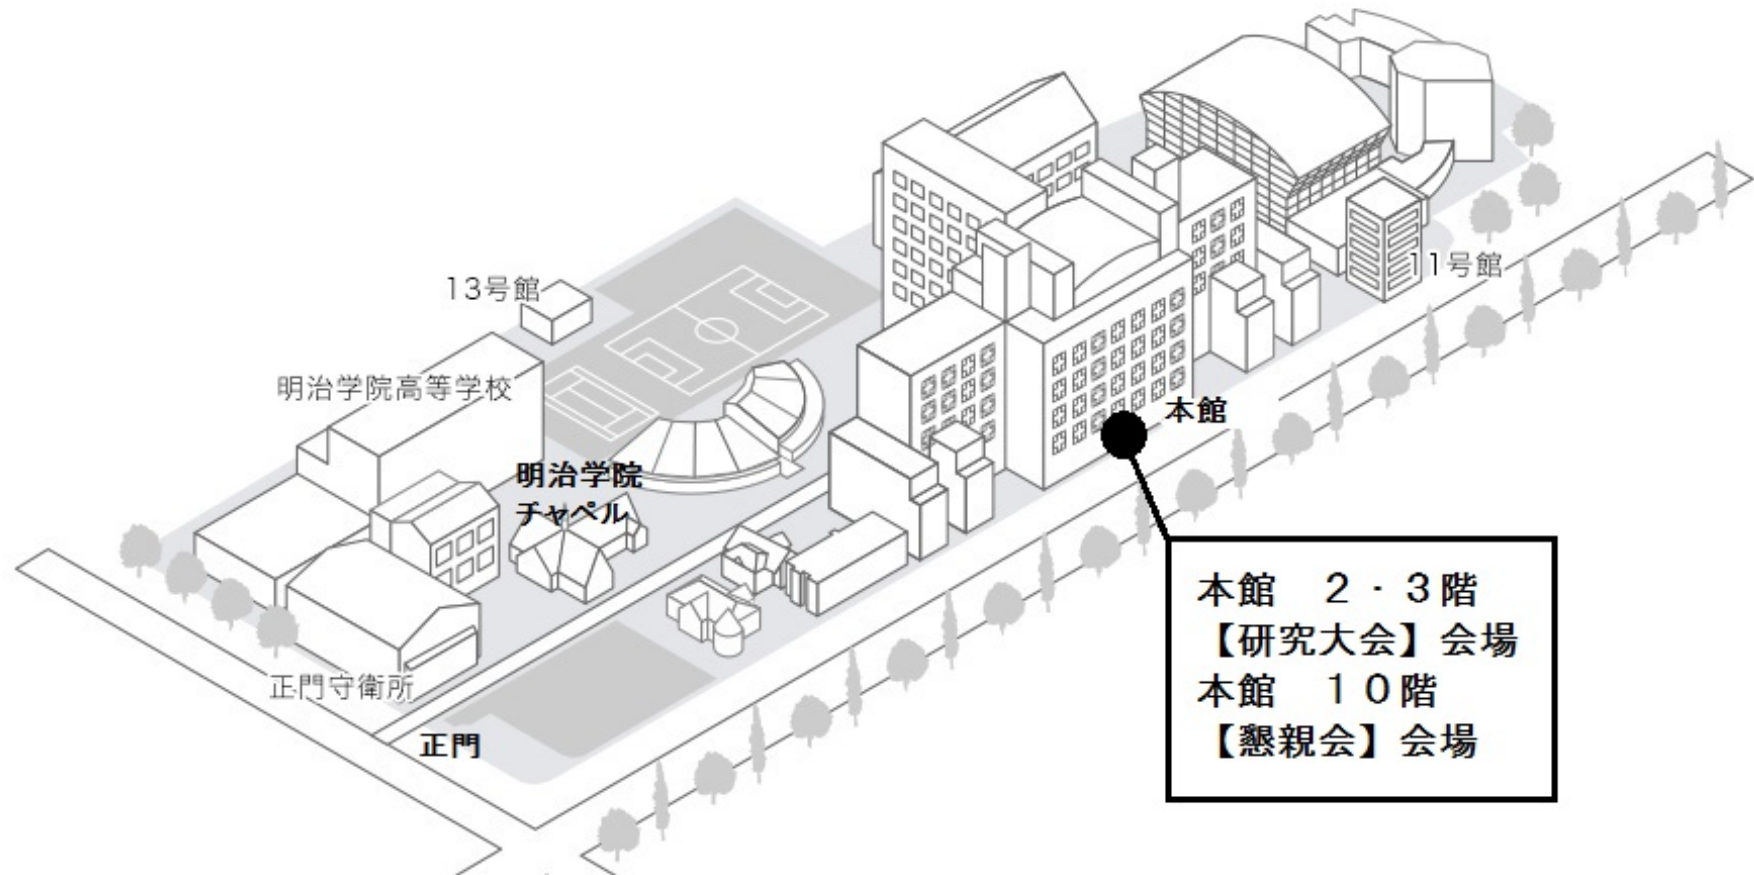 13号館
11号館
明治学院高等学校
本館
明治学院
チャペル
本館　２・３階
【研究大会】会場
本館　１０階
【懇親会】会場
正門守衛所
正門